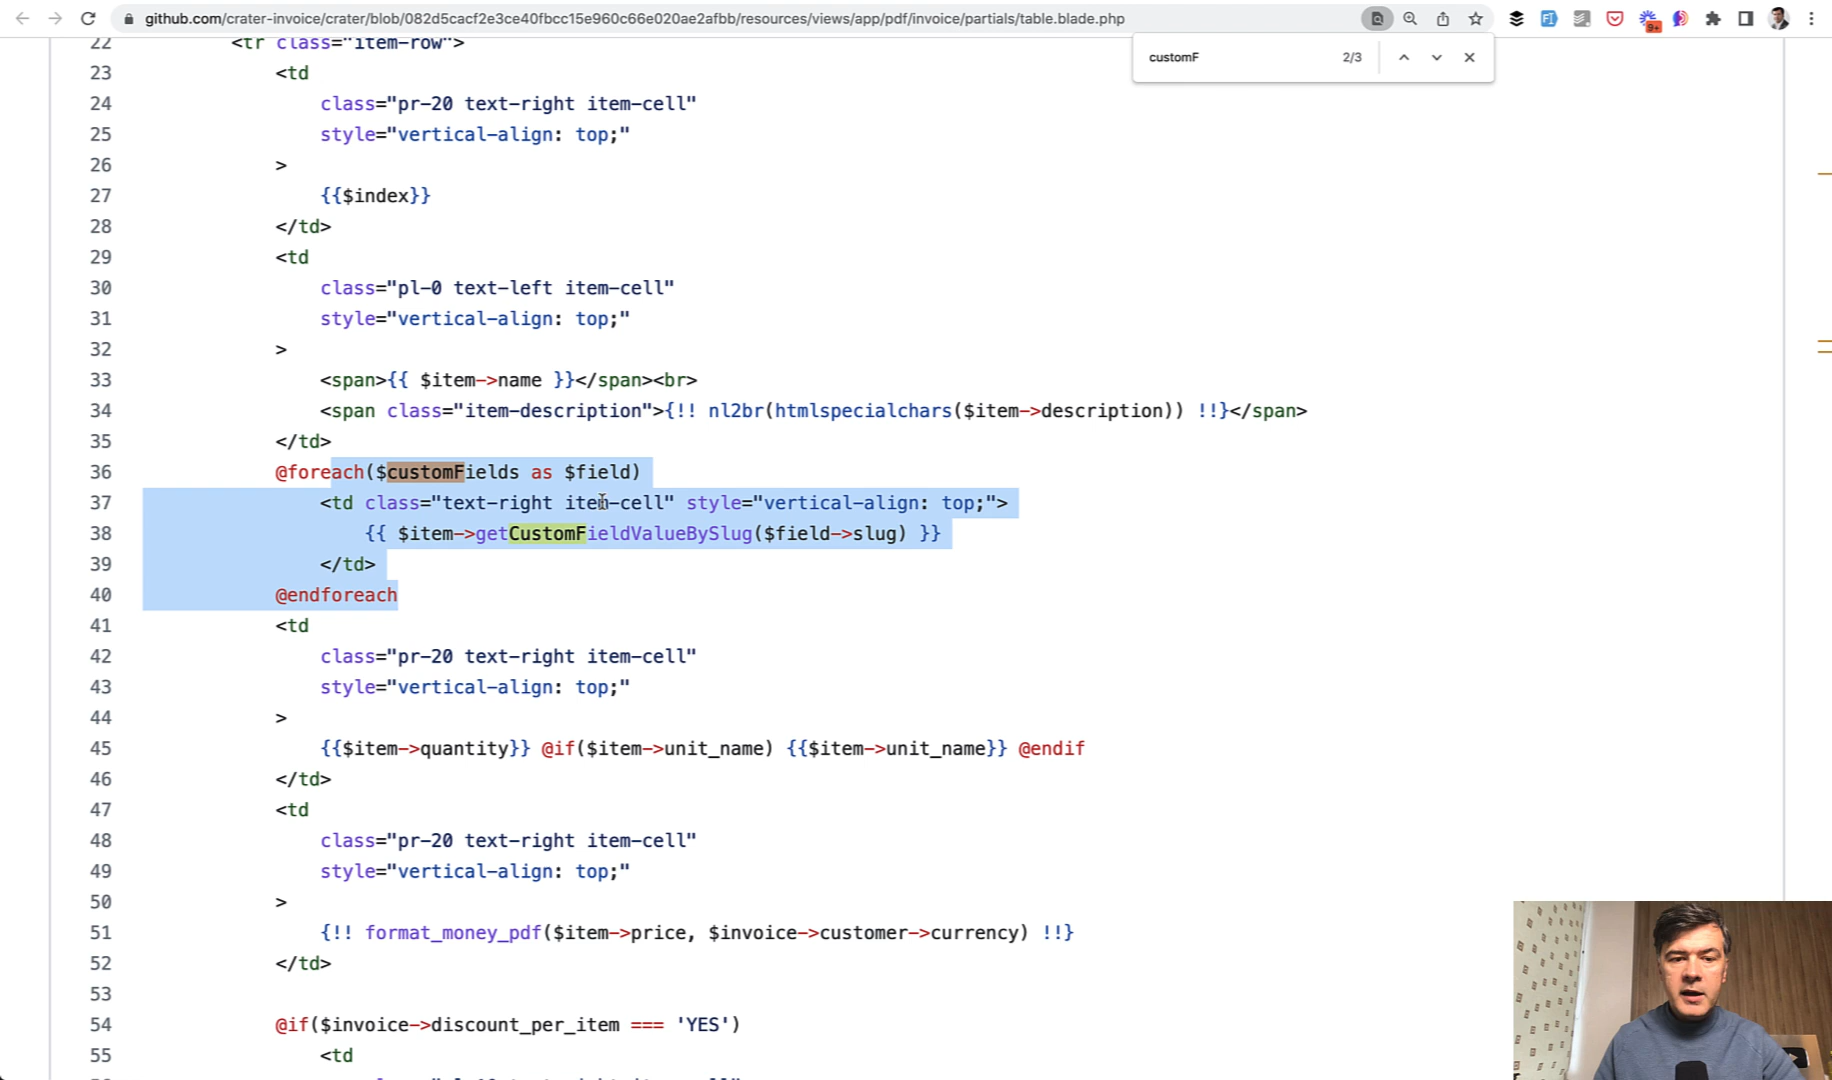 github.com/crater-invoice/crater/blob/082d5cacf2e3ce40fbcc15e960c66e020ae2afbb/resources/views/app/pdf/invoice/partials/table.blade.php
9+
customF 2/3
22 <tr class="item-row">
23 <td
24 class="pr-20 text-right item-cell"
25 style="vertical-align: top;"
26 >
27 {{$index}}
28 </td>
29 <td
30 class="pl-0 text-left item-cell"
31 style="vertical-align: top;"
32 >
33 <span>{{ $item->name }}</span><br>
34 <span class="item-description">{!! nl2br(htmlspecialchars($item->description)) !!}</span>
35 </td>
36 @foreach($customFields as $field)
37 <td class="text-right item-cell" style="vertical-align: top;">
38 {{ $item->getCustomFieldValueBySlug($field->slug) }}
39 </td>
40 @endforeach
41 <td
42 class="pr-20 text-right item-cell"
43 style="vertical-align: top;"
44 >
45 {{$item->quantity}} @if($item->unit_name) {{$item->unit_name}} @endif
46 </td>
47 <td
48 class="pr-20 text-right item-cell"
49 style="vertical-align: top;"
50 >
51 {!! format_money_pdf($item->price, $invoice->customer->currency) !!}
52 </td>
53
54 @if($invoice->discount_per_item === 'YES')
55 <td